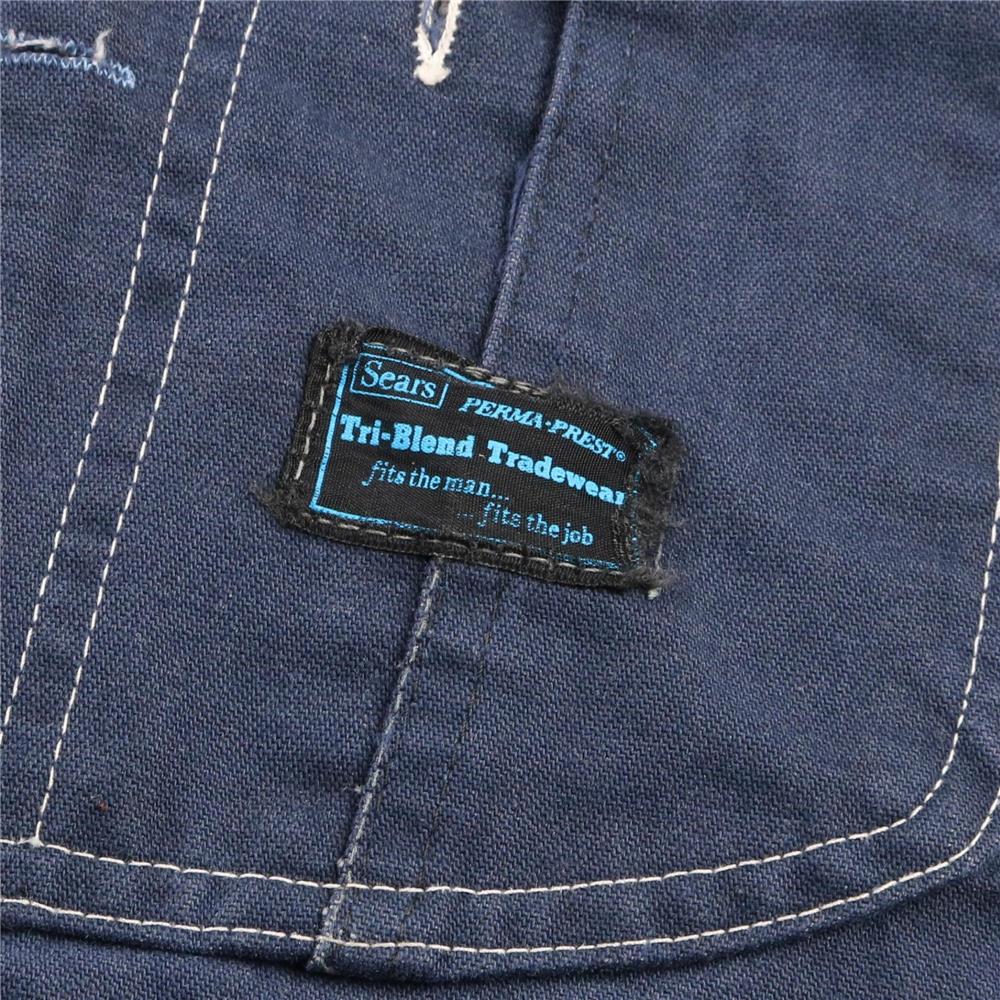 Sears
PERMA·PREST®
Tri-Blend Tradewear
fits the man...
...fits the job